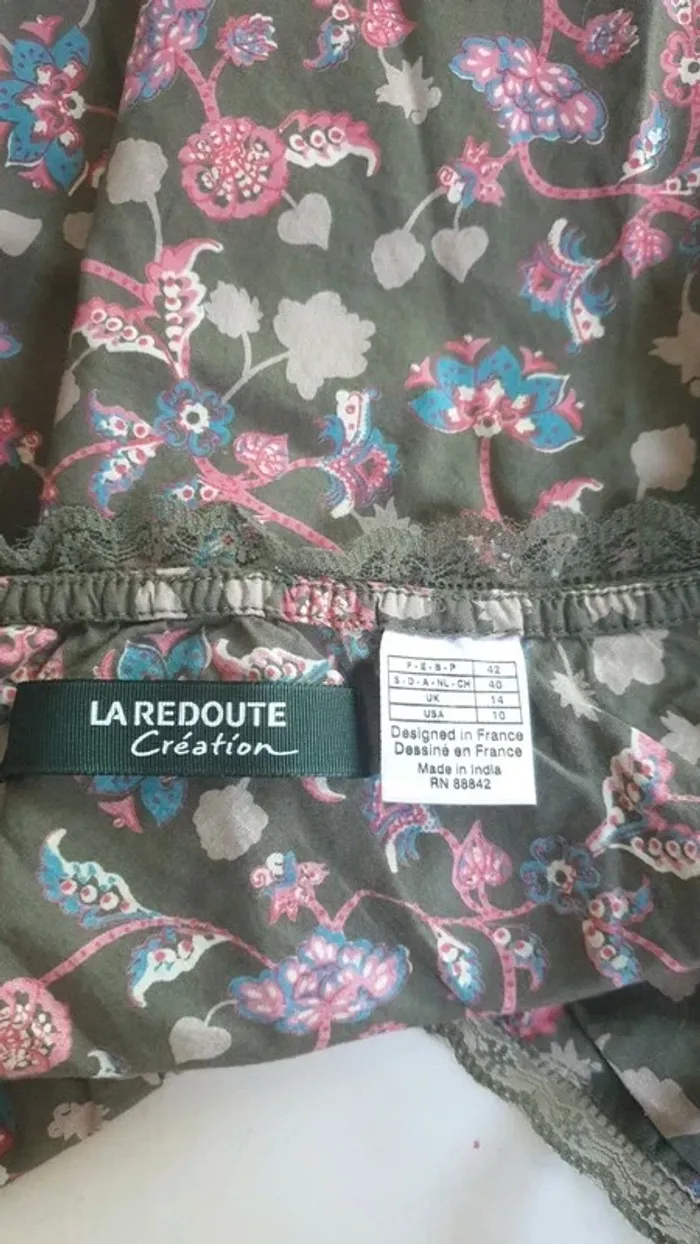 LA REDOUTE
Création
F-E-B-P 42
S-D-A-NL-CH 40
UK 14
USA 10
Designed in France
Dessiné en France
Made in India
RN 88842